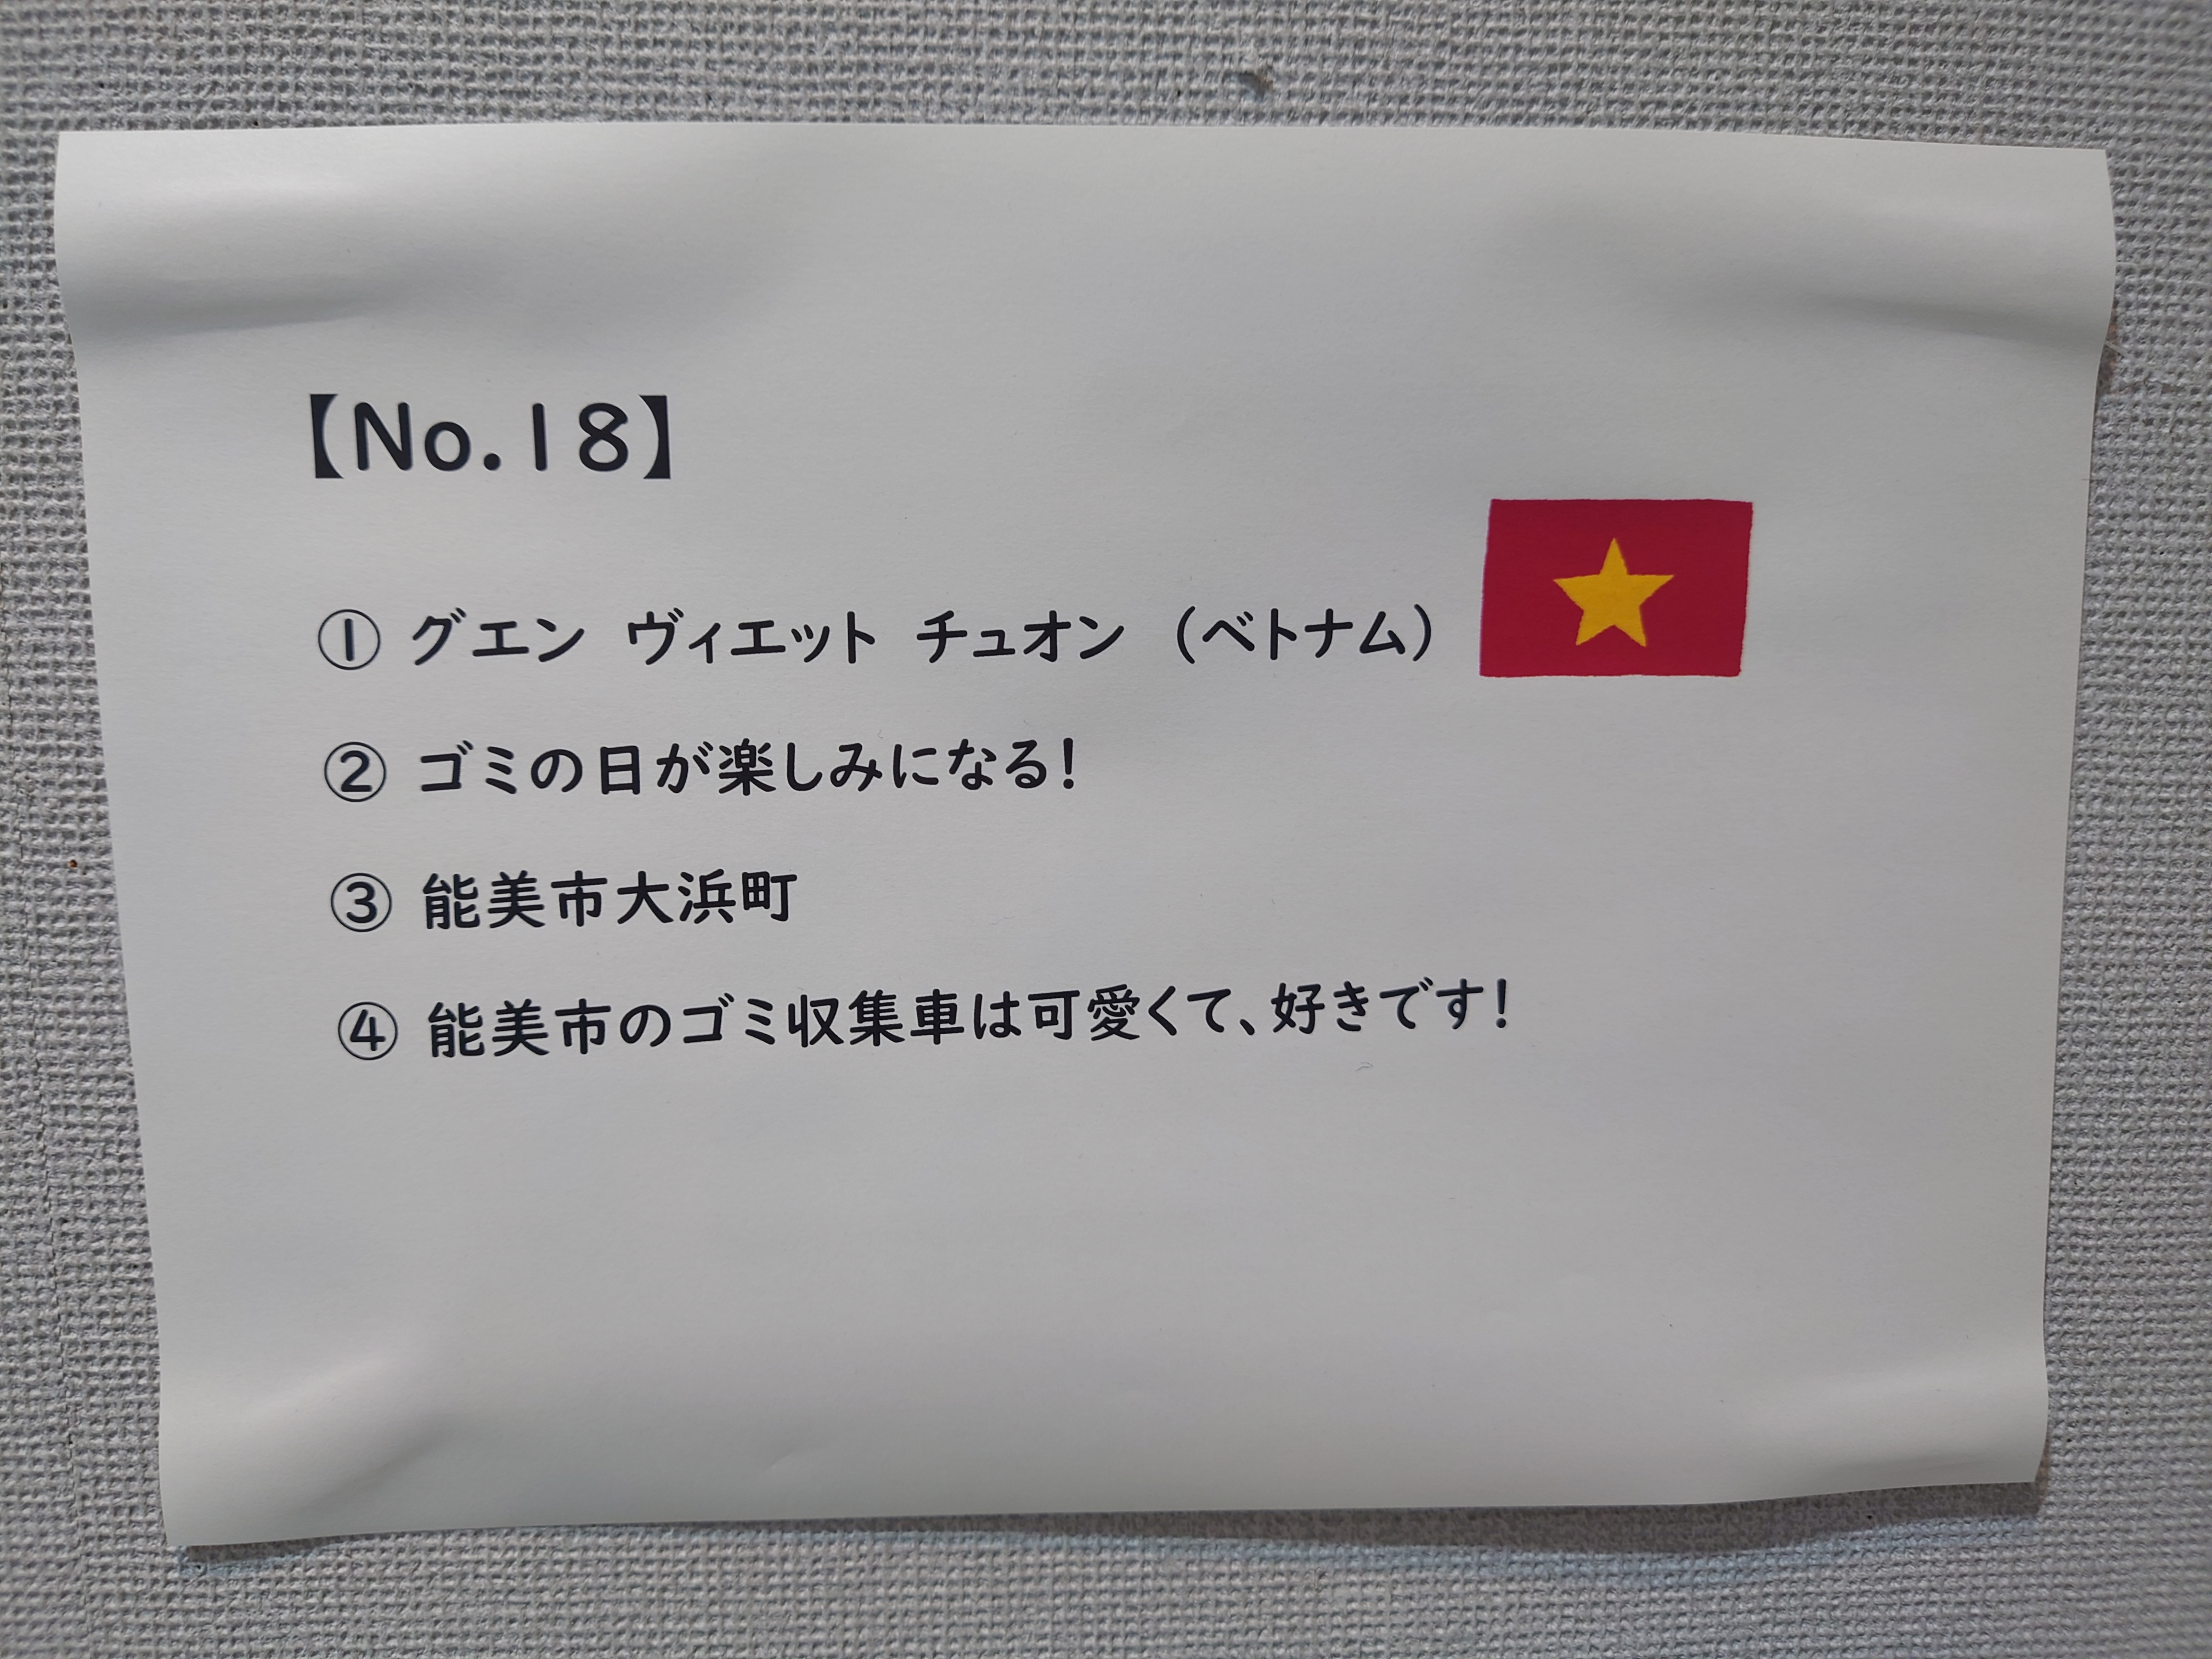 【No.18】
① グエン ヴィエット チュオン （ベトナム）
② ゴミの日が楽しみになる！
③ 能美市大浜町
④ 能美市のゴミ収集車は可愛くて、好きです！